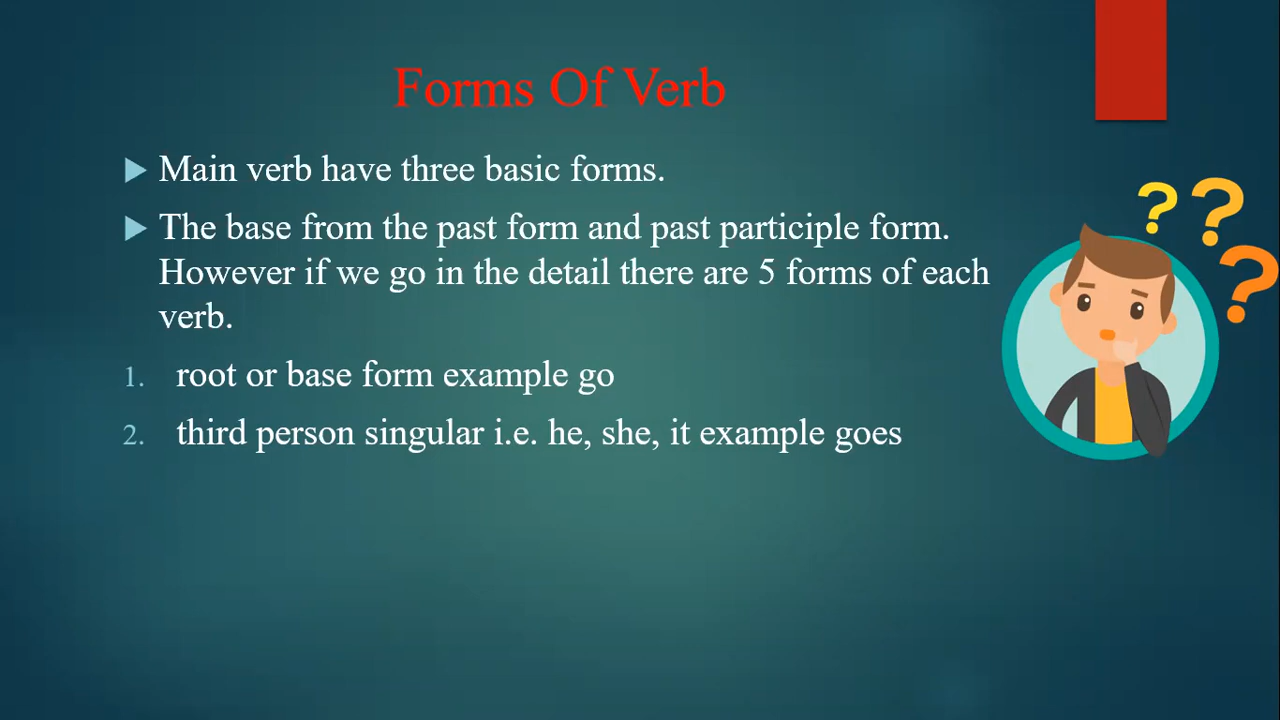 Forms Of Verb
Main verb have three basic forms.
The base from the past form and past participle form.
However if we go in the detail there are 5 forms of each
verb.
1. root or base form example go
2. third person singular i.e. he, she, it example goes
? ? ?